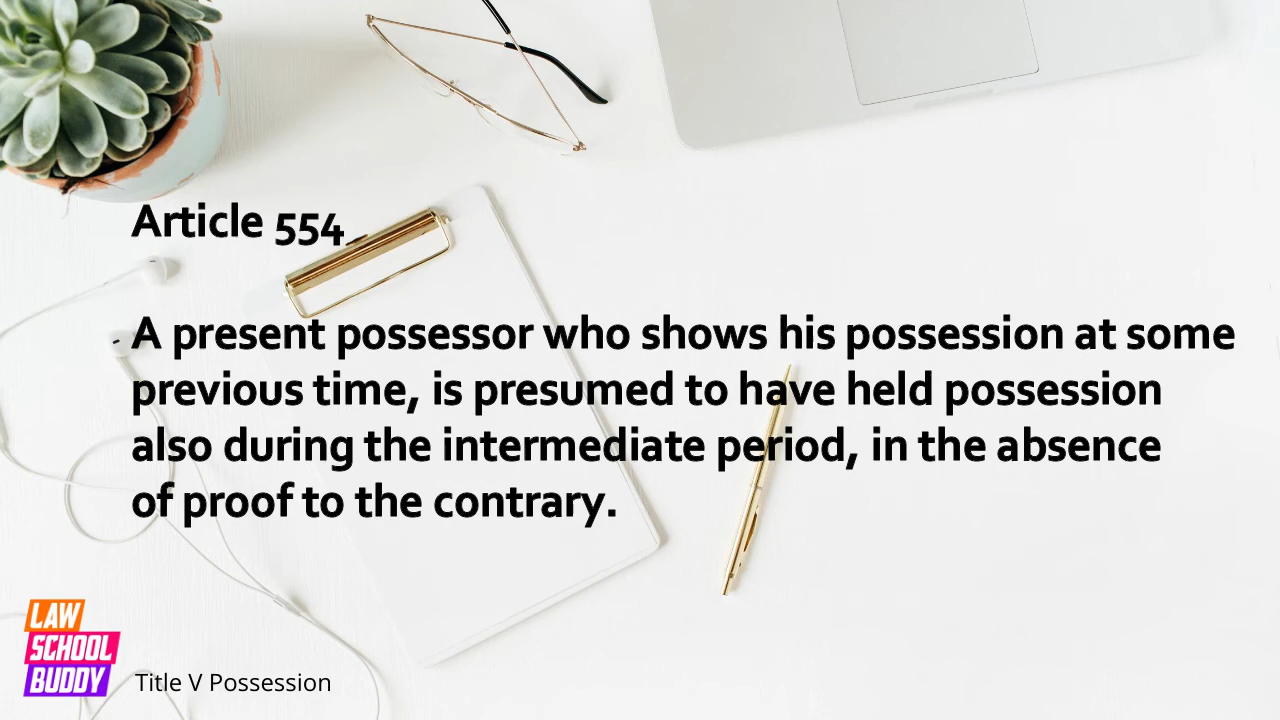 Article 554
A present possessor who shows his possession at some
previous time, is presumed to have held possession
also during the intermediate period, in the absence
of proof to the contrary.
LAW
SCHOOL
BUDDY
Title V Possession